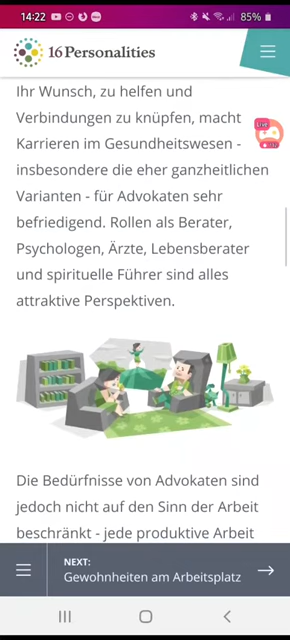 14:22
85%
16Personalities
Ihr Wunsch, zu helfen und
Verbindungen zu knüpfen, macht
Karrieren im Gesundheitswesen -
insbesondere die eher ganzheitlichen
Varianten - für Advokaten sehr
befriedigend. Rollen als Berater,
Psychologen, Ärzte, Lebensberater
und spirituelle Führer sind alles
attraktive Perspektiven.
LIVE
Die Bedürfnisse von Advokaten sind
jedoch nicht auf den Sinn der Arbeit
beschränkt - jede produktive Arbeit
NEXT:
Gewohnheiten am Arbeitsplatz